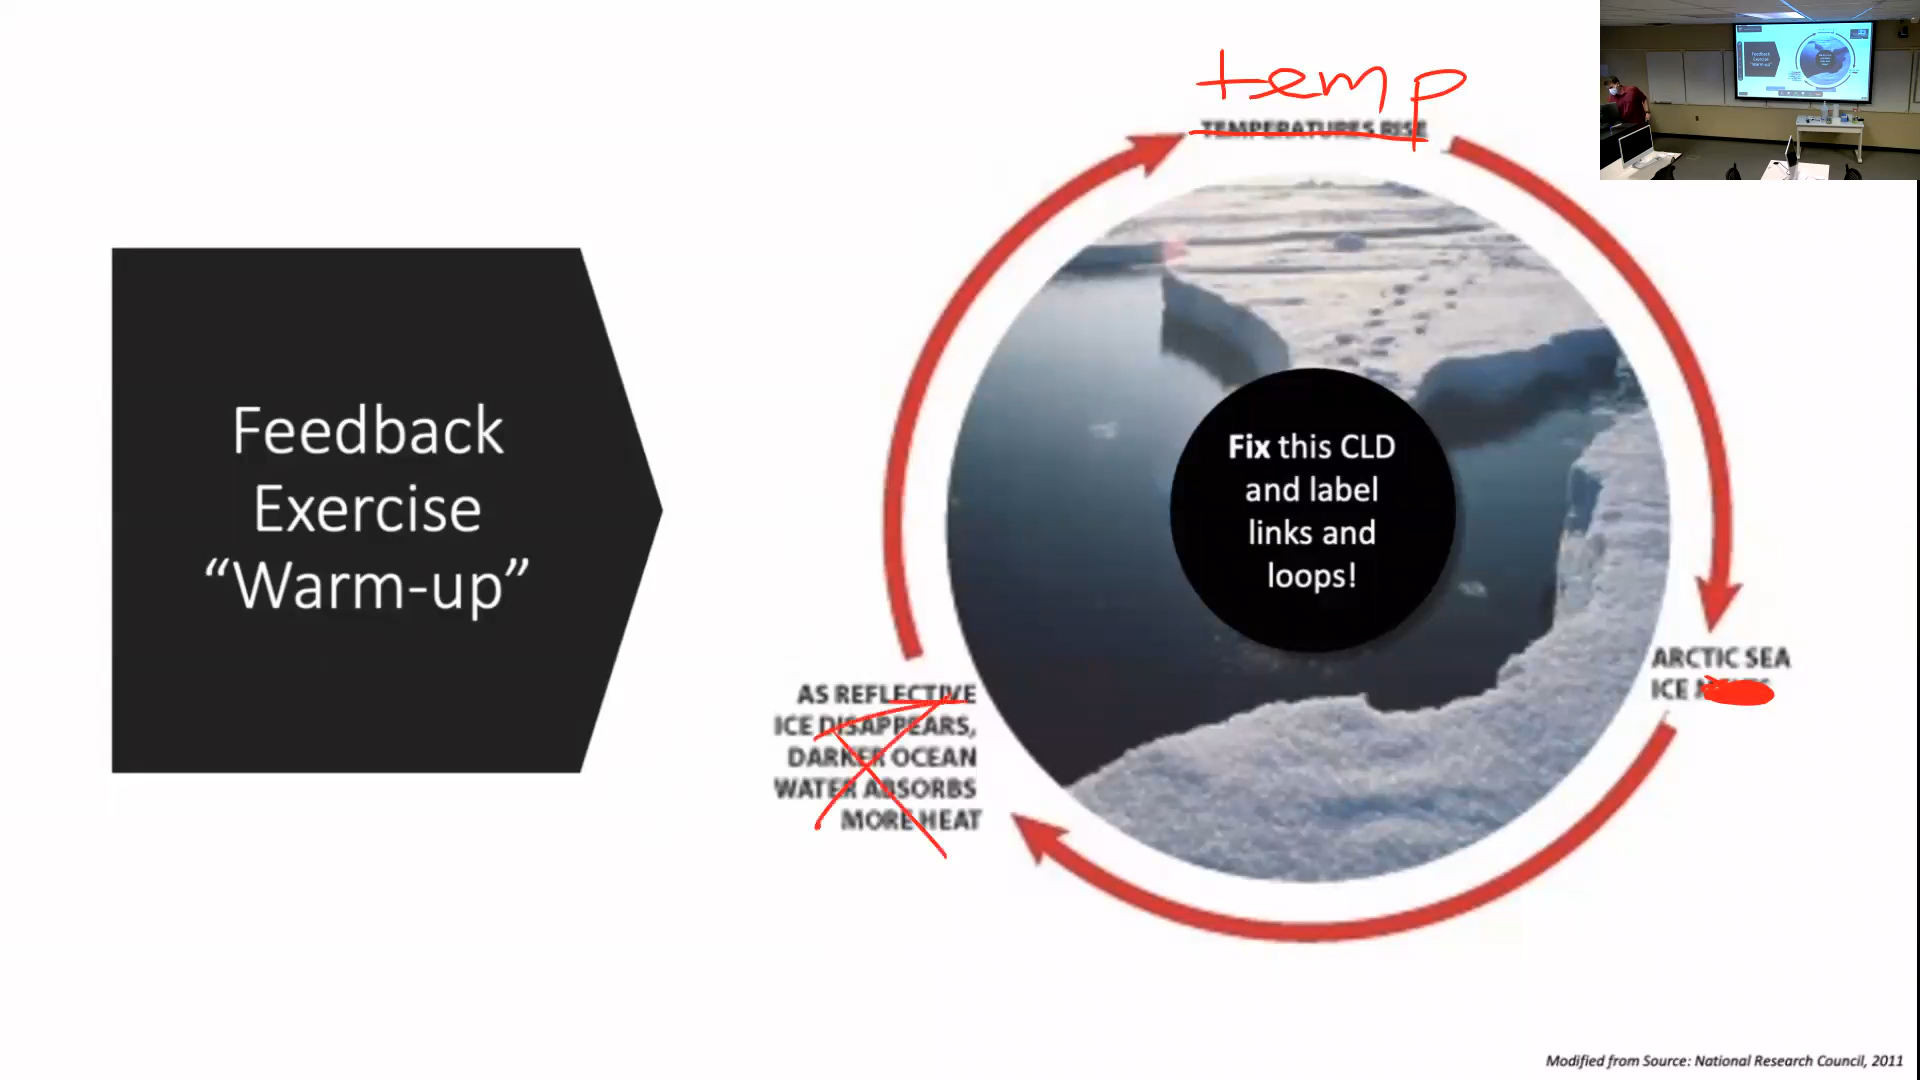 temp
TEMPERATURES RISE
Feedback
Exercise
“Warm-up”
Fix this CLD
and label
links and
loops!
ARCTIC SEA
ICE
AS REFLECTIVE
ICE DISAPPEARS,
DARKER OCEAN
WATER ABSORBS
MORE HEAT
Modified from Source: National Research Council, 2011